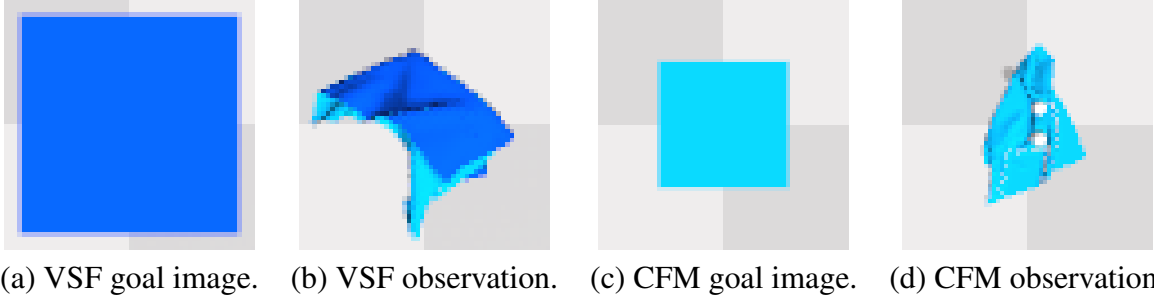 (a) VSF goal image.
(b) VSF observation.
(c) CFM goal image.
(d) CFM observation